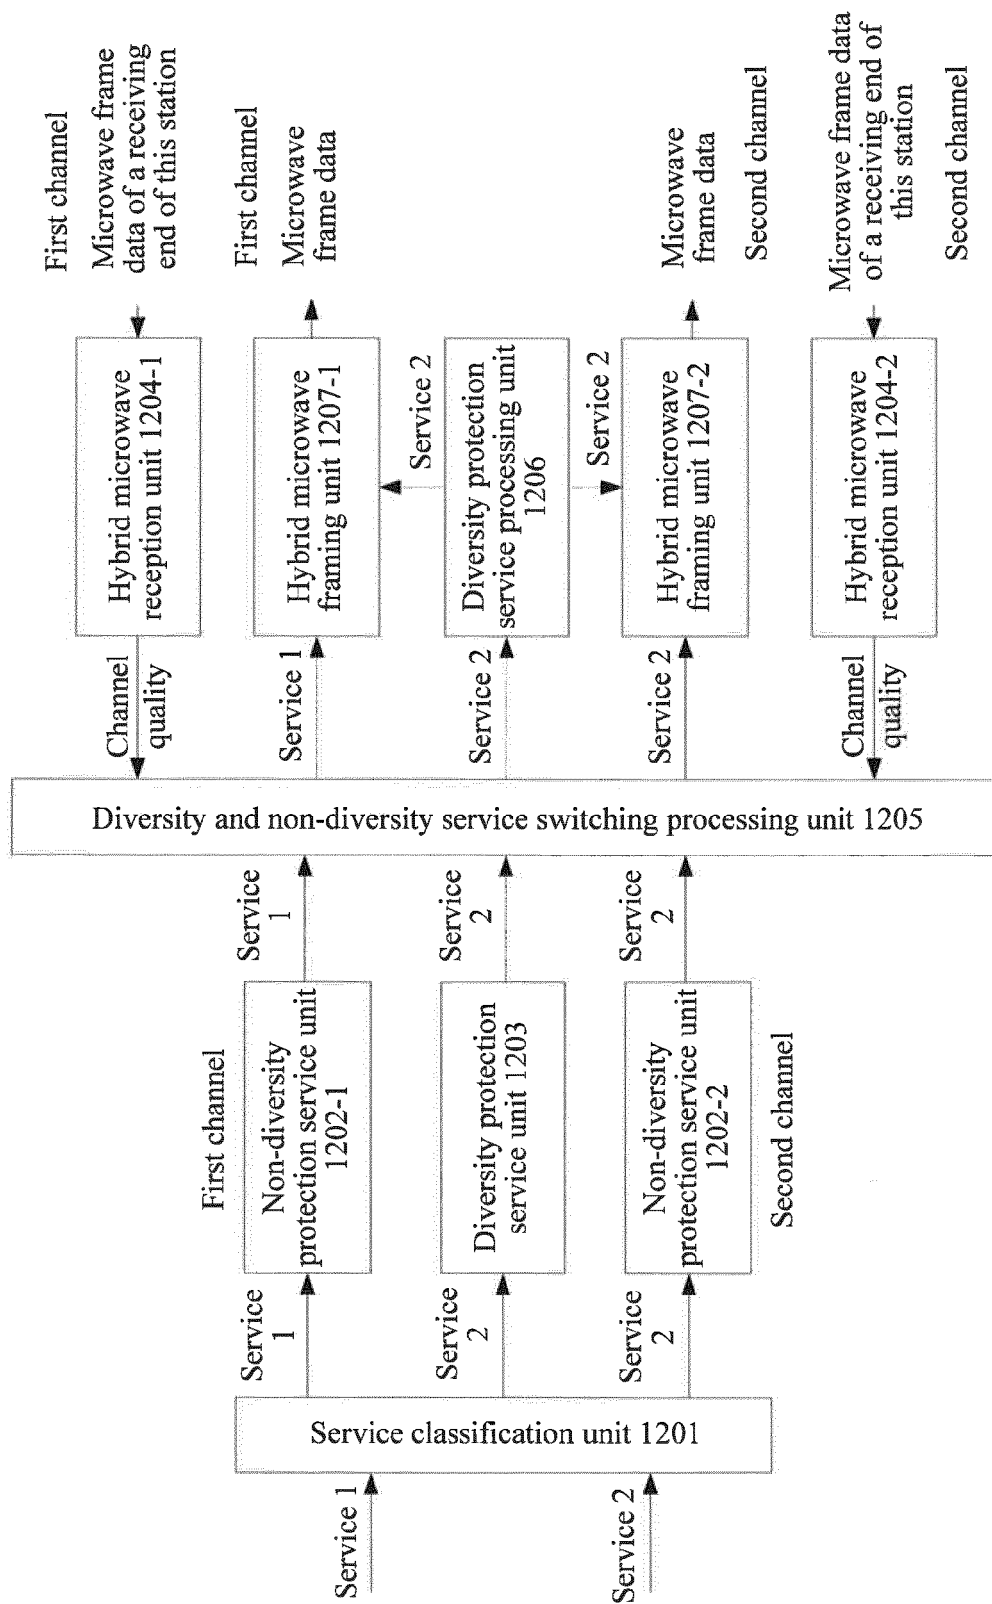 Service 1
Service 2
Service classification unit 1201
Service
1
Service
2
Service
2
First channel
Non-diversity
protection service unit
1202-1
Diversity protection
service unit 1203
Non-diversity
protection service unit
1202-2
Second channel
Service
1
Service
2
Service
2
Diversity and non-diversity service switching processing unit 1205
Channel
quality
Service 1
Service 2
Service 2
Channel
quality
Hybrid microwave
reception unit 1204-1
Hybrid microwave
framing unit 1207-1
Service 2
Diversity protection
service processing unit
1206
Service 2
Hybrid microwave
framing unit 1207-2
Hybrid microwave
reception unit 1204-2
First channel
Microwave frame
data of a receiving
end of this station
First channel
Microwave
frame data
Microwave
frame data
Second channel
Microwave frame data
of a receiving end of
this station
Second channel